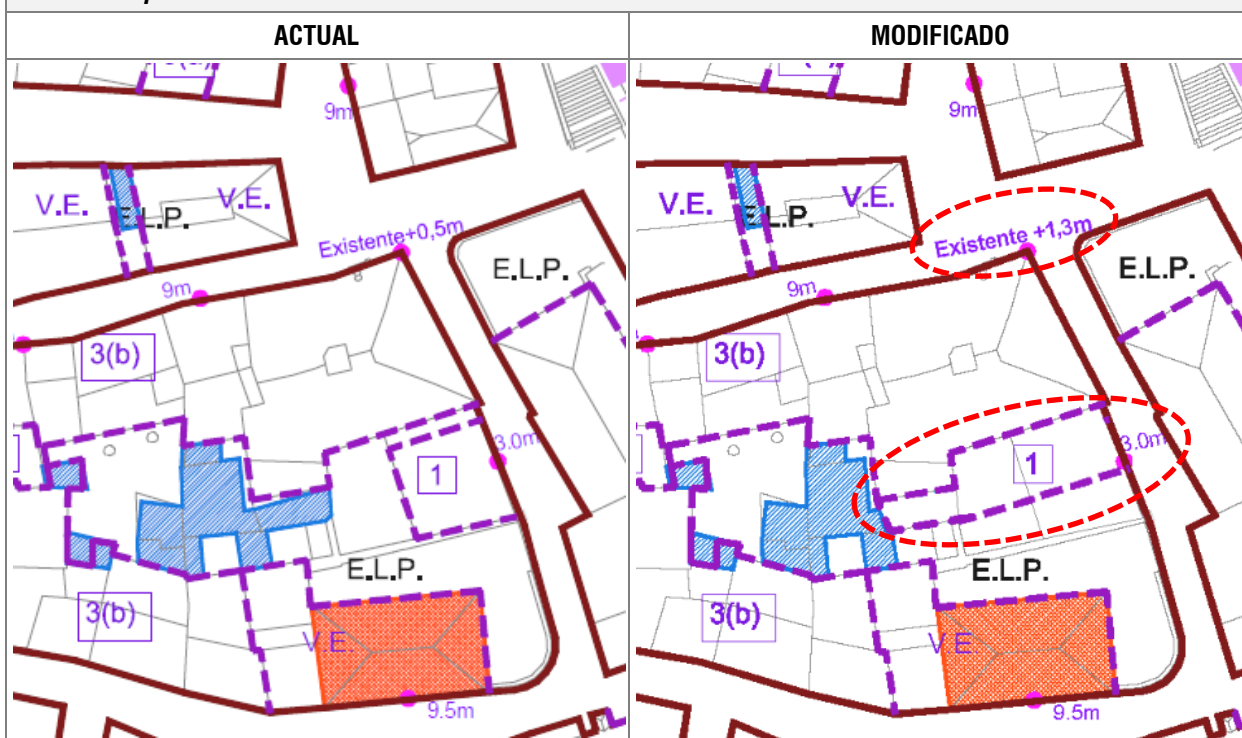 ACTUAL
MODIFICADO
9m
V.E.
E.L.P.
V.E.
Existente+0,5m
E.L.P.
9m
3(b)
3.0m
1
E.L.P.
3(b)
V.E.
9.5m
9m
V.E.
E.L.P.
V.E.
Existente +1,3m
E.L.P.
9m
3(b)
3.0m
1
E.L.P.
3(b)
V.E.
9.5m